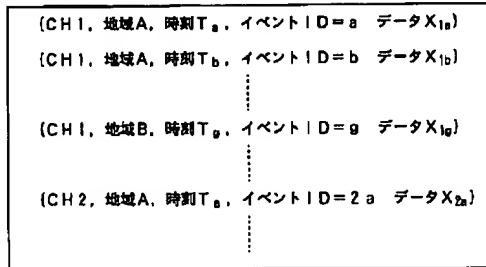 (CH1, 地域A, 時刻Ta, イベントID=a データX1a)
(CH1, 地域A, 時刻Tb, イベントID=b データX1b)
(CH1, 地域B, 時刻Tg, イベントID=g データX1g)
(CH2, 地域A, 時刻Ta, イベントID=2a データX2a)